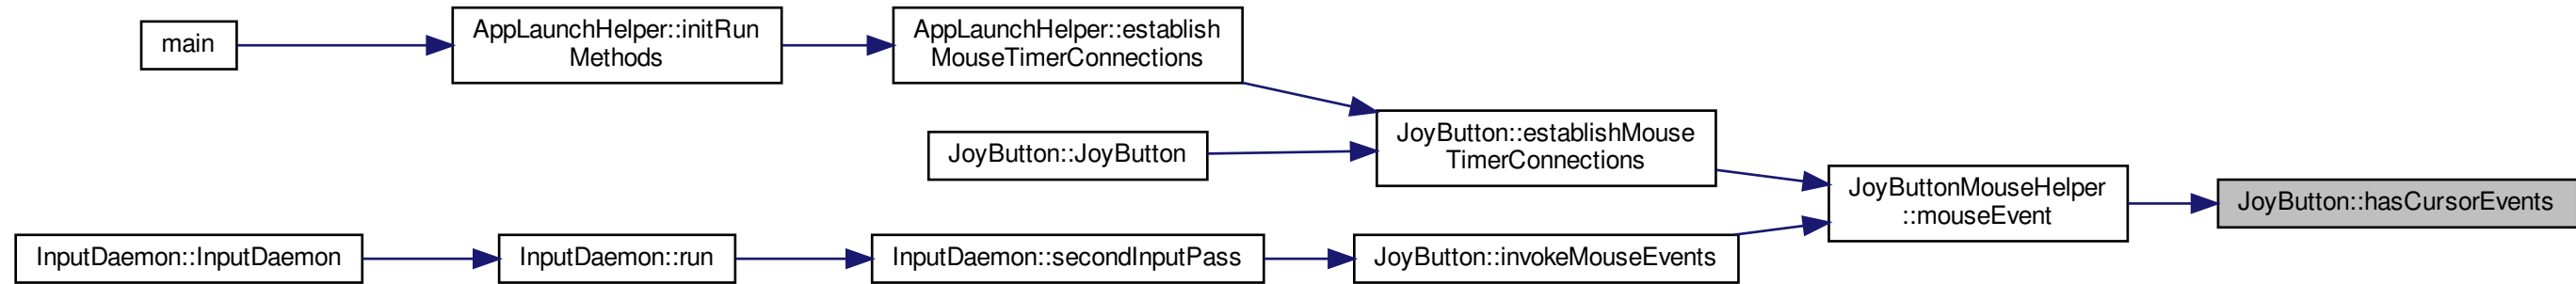 main
AppLaunchHelper::initRun
Methods
AppLaunchHelper::establish
MouseTimerConnections
JoyButton::JoyButton
JoyButton::establishMouse
TimerConnections
JoyButtonMouseHelper
::mouseEvent
JoyButton::hasCursorEvents
InputDaemon::InputDaemon
InputDaemon::run
InputDaemon::secondInputPass
JoyButton::invokeMouseEvents